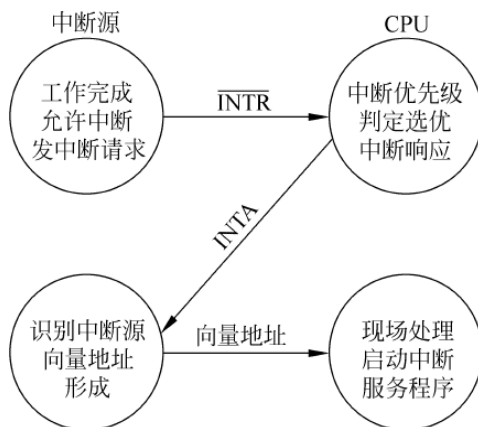 中断源
CPU
工作完成
允许中断
发中断请求
INTR
中断优先级
判定选优
中断响应
INTA
识别中断源
向量地址
形成
向量地址
现场处理
启动中断
服务程序